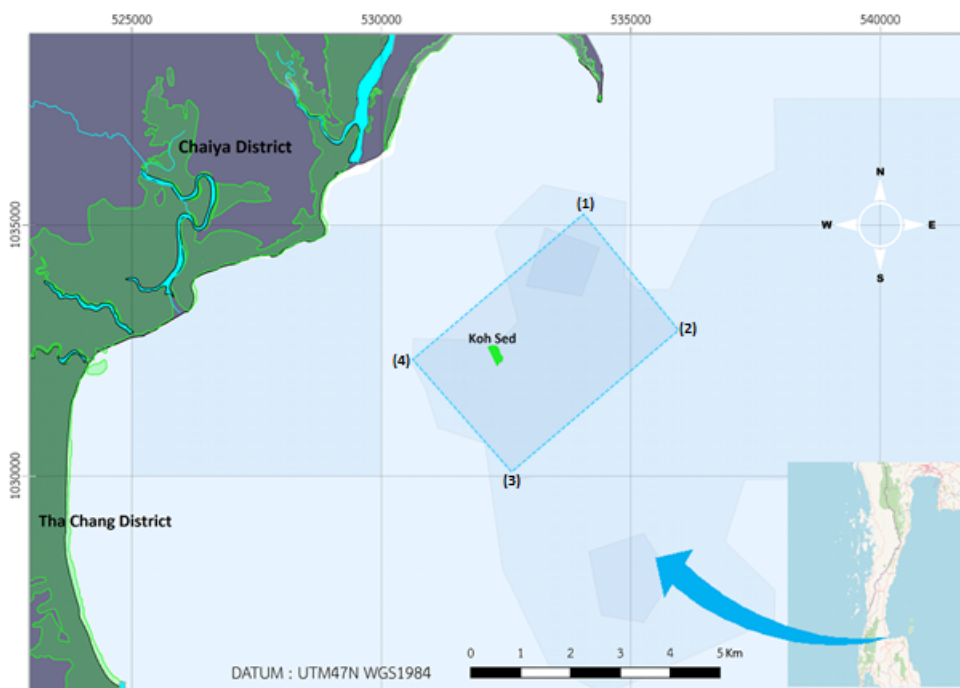 525000
530000
535000
540000
Chaiya District
1035000
(1)
N
W
E
S
(2)
Koh Sed
(4)
1030000
(3)
Tha Chang District
0
1
2
3
4
5 Km
DATUM : UTM47N WGS1984